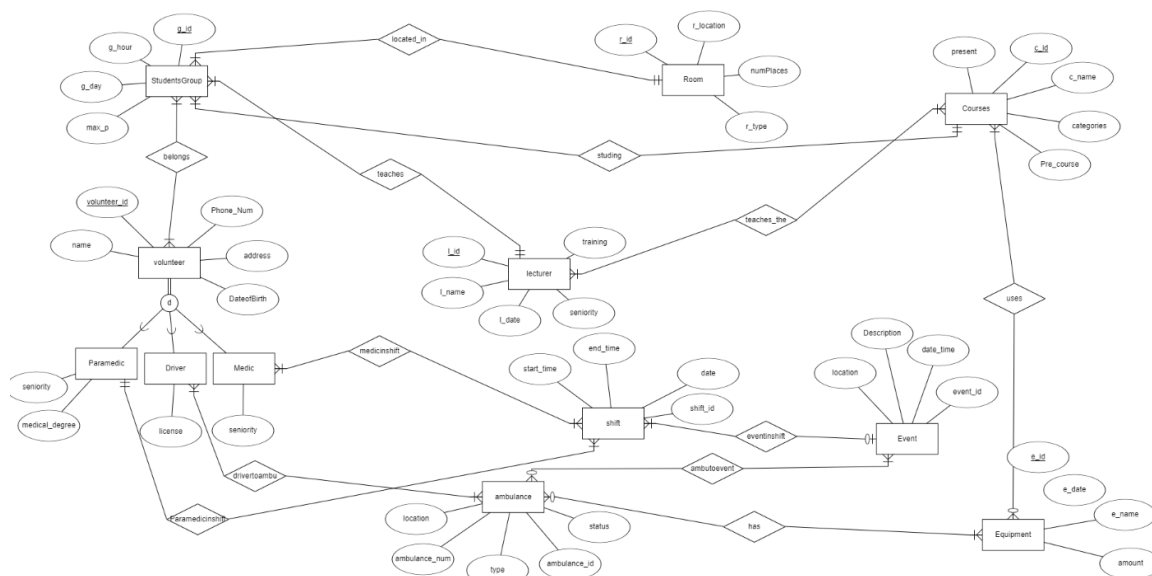 g_id
g_hour
located_in
r_location
r_id
c_id
present
StudentsGroup
Room
numPlaces
c_name
g_day
Courses
max_p
r_type
categories
studing
Pre_course
belongs
teaches
volunteer_id
Phone_Num
teaches_the
training
name
l_id
volunteer
address
lecturer
l_name
DateofBirth
seniority
uses
d
l_date
Description
end_time
date_time
medicinshift
Paramedic
Driver
Medic
start_time
date
location
event_id
seniority
shift_id
medical_degree
license
seniority
shift
eventinshift
Event
e_id
drivertoambu
ambutoevent
e_date
location
ambulance
e_name
Paramedicinshift
status
has
Equipment
ambulance_num
type
ambulance_id
amount